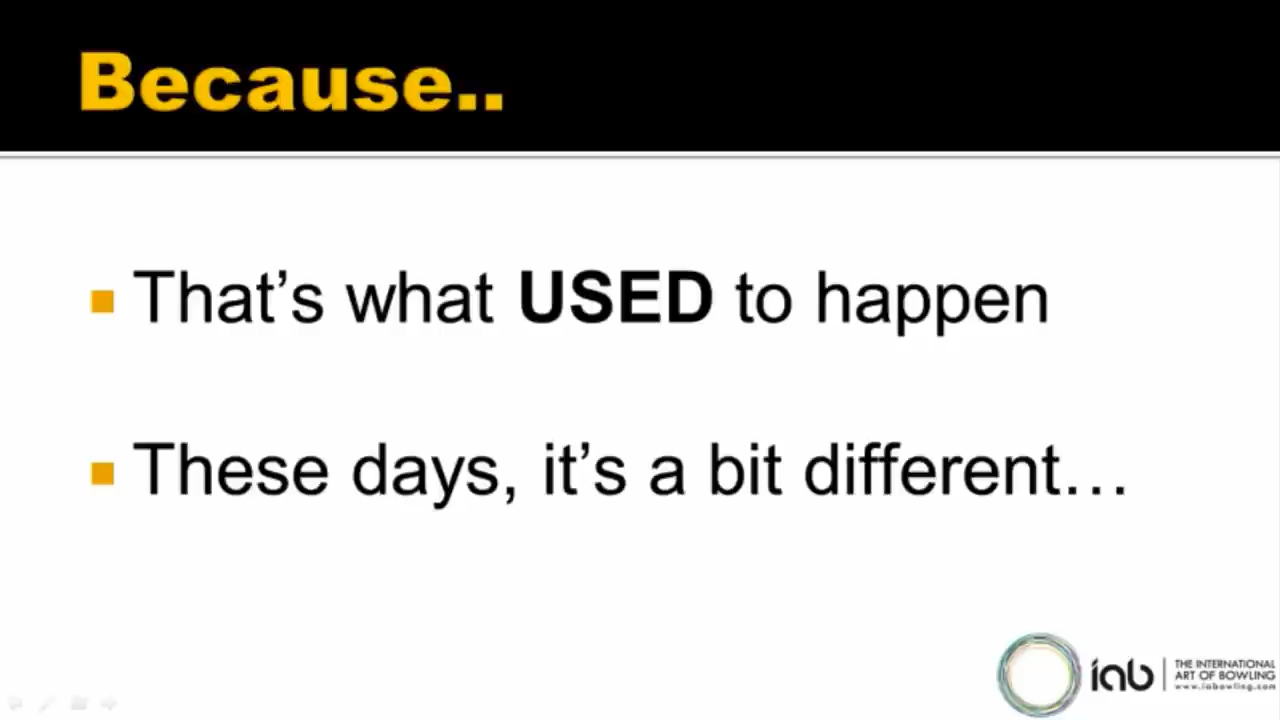 Because..
That’s what USED to happen
These days, it’s a bit different…
iab
THE INTERNATIONAL
ART OF BOWLING
www.iabowling.com